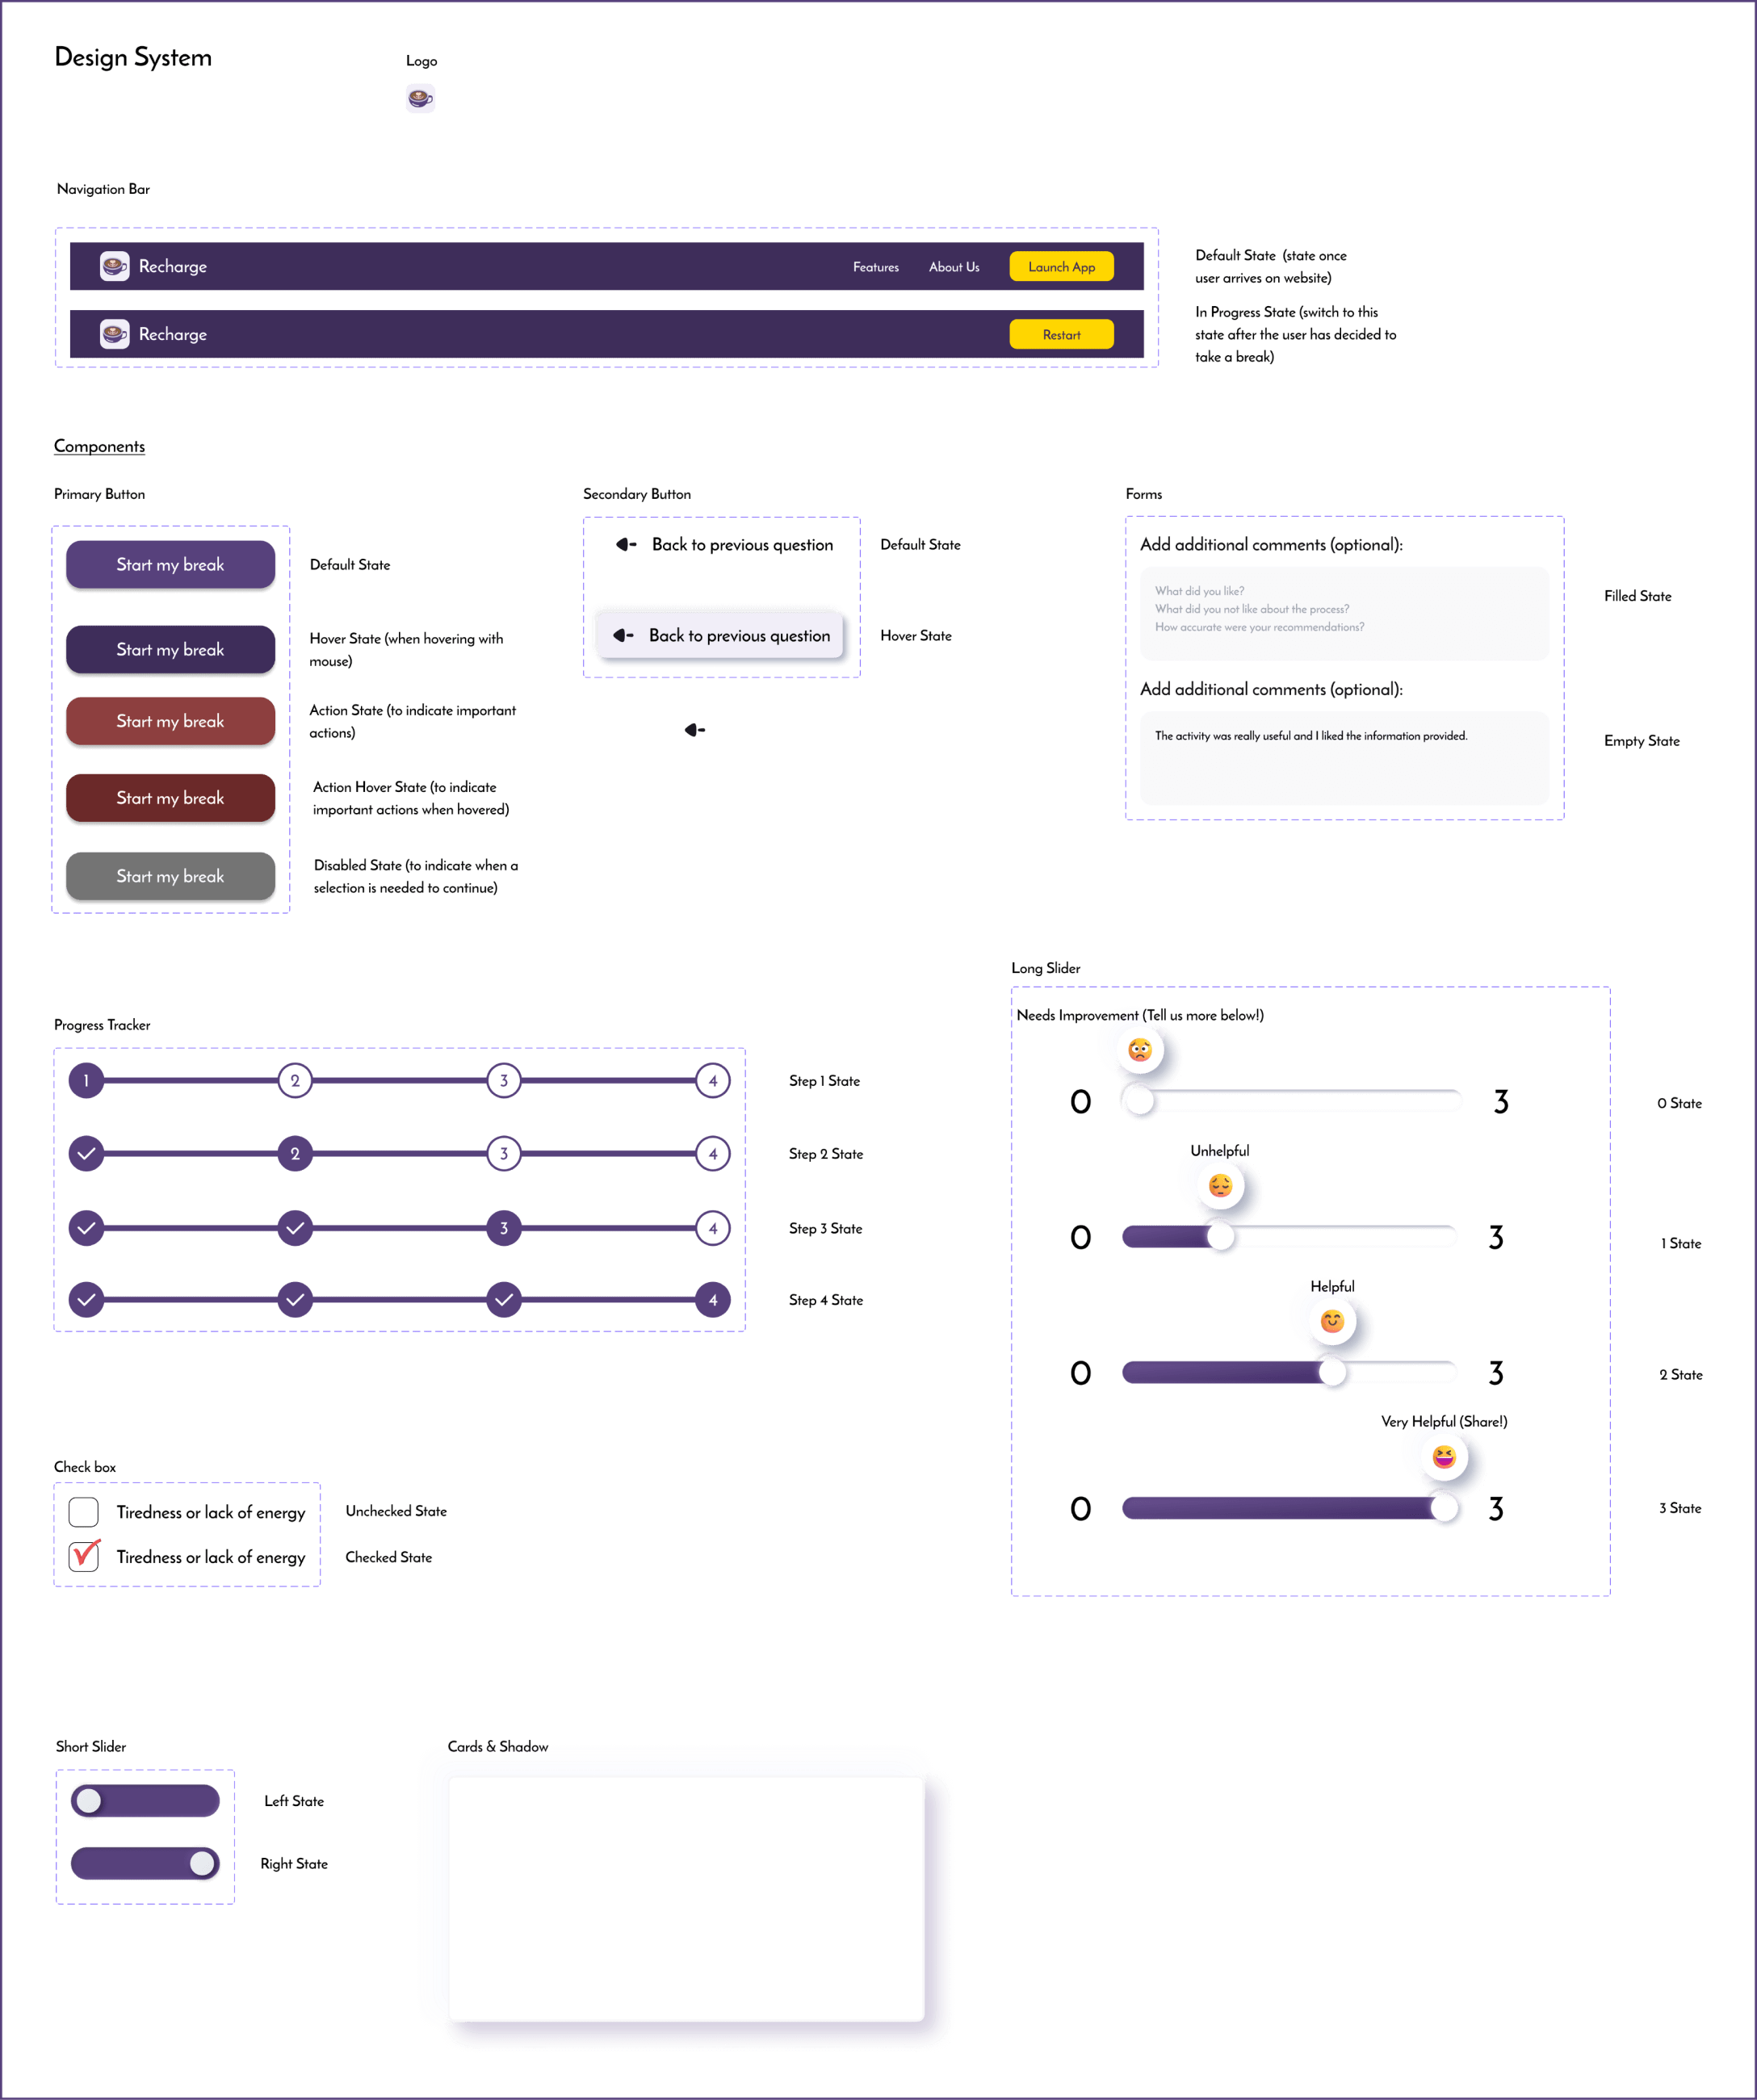 Design System
Logo
Navigation Bar
Recharge
Features
About Us
Launch App
Default State (state once
user arrives on website)
Recharge
Restart
In Progress State (switch to this
state after the user has decided to
take a break)
Components
Primary Button
Start my break
Default State
Start my break
Hover State (when hovering with
mouse)
Start my break
Action State (to indicate important
actions)
Start my break
Action Hover State (to indicate
important actions when hovered)
Start my break
Disabled State (to indicate when a
selection is needed to continue)
Secondary Button
Back to previous question
Default State
Back to previous question
Hover State
Forms
Add additional comments (optional):
What did you like?
What did you not like about the process?
How accurate were your recommendations?
Filled State
Add additional comments (optional):
The activity was really useful and I liked the information provided.
Empty State
Progress Tracker
1
2
3
4
Step 1 State
2
3
4
Step 2 State
3
4
Step 3 State
4
Step 4 State
Long Slider
Needs Improvement (Tell us more below!)
0
3
0 State
Unhelpful
0
3
1 State
Helpful
0
3
2 State
Very Helpful (Share!)
0
3
3 State
Check box
Tiredness or lack of energy
Unchecked State
Tiredness or lack of energy
Checked State
Short Slider
Left State
Right State
Cards & Shadow